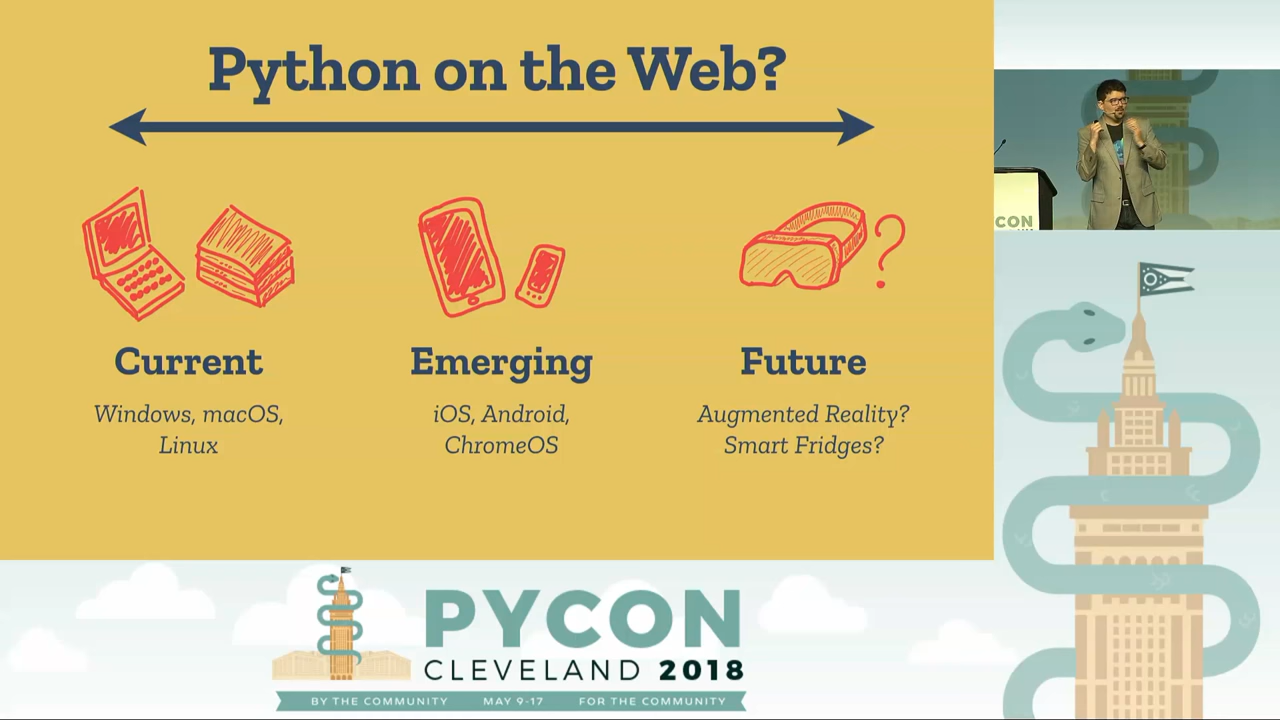 Python on the Web?
Current
Windows, macOS,
Linux
Emerging
iOS, Android,
ChromeOS
Future
Augmented Reality?
Smart Fridges?
?
CON
PYCON
CLEVELAND 2018
BY THE COMMUNITY MAY 9-17 FOR THE COMMUNITY